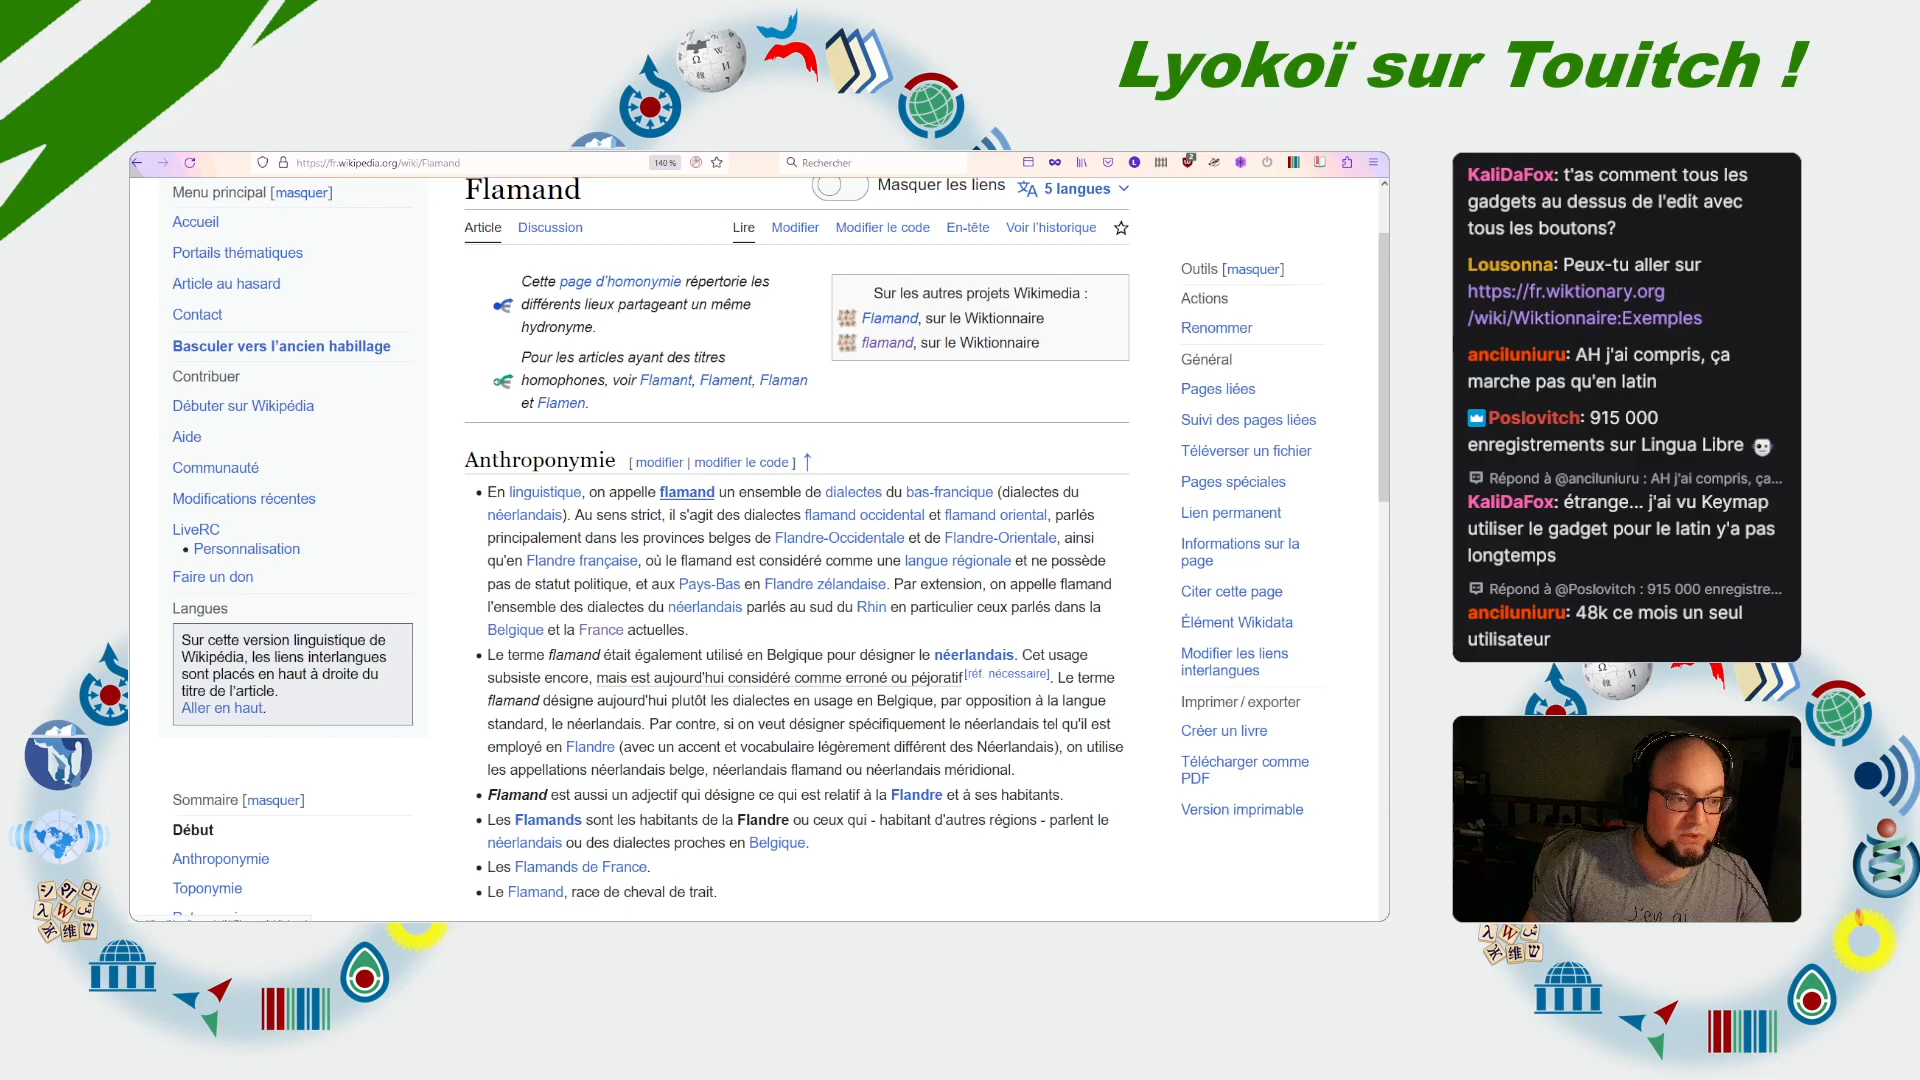 Lyokoï sur Touitch !
https://fr.wikipedia.org/wiki/Flamand
140 %
Rechercher
Menu principal [masquer]
Accueil
Portails thématiques
Article au hasard
Contact
Basculer vers l'ancien habillage
Contribuer
Débuter sur Wikipédia
Aide
Communauté
Modifications récentes
LiveRC
• Personnalisation
Faire un don
Langues
Sur cette version linguistique de
Wikipédia, les liens interlangues
sont placés en haut à droite du
titre de l'article.
Aller en haut.
Sommaire [masquer]
Début
Anthroponymie
Toponymie
Flamand
Masquer les liens
5 langues
Article Discussion
Lire Modifier Modifier le code En-tête Voir l'historique
Cette page d'homonymie répertorie les
différents lieux partageant un même
hydronyme.
Pour les articles ayant des titres
homophones, voir Flamant, Flament, Flaman
et Flamen.
Sur les autres projets Wikimedia :
Flamand, sur le Wiktionnaire
flamand, sur le Wiktionnaire
Anthroponymie [ modifier | modifier le code ] ↑
• En linguistique, on appelle flamand un ensemble de dialectes du bas-francique (dialectes du
néerlandais). Au sens strict, il s'agit des dialectes flamand occidental et flamand oriental, parlés
principalement dans les provinces belges de Flandre-Occidentale et de Flandre-Orientale, ainsi
qu'en Flandre française, où le flamand est considéré comme une langue régionale et ne possède
pas de statut politique, et aux Pays-Bas en Flandre zélandaise. Par extension, on appelle flamand
l'ensemble des dialectes du néerlandais parlés au sud du Rhin en particulier ceux parlés dans la
Belgique et la France actuelles.
• Le terme flamand était également utilisé en Belgique pour désigner le néerlandais. Cet usage
subsiste encore, mais est aujourd'hui considéré comme erroné ou péjoratif[réf. nécessaire]. Le terme
flamand désigne aujourd'hui plutôt les dialectes en usage en Belgique, par opposition à la langue
standard, le néerlandais. Par contre, si on veut désigner spécifiquement le néerlandais tel qu'il est
employé en Flandre (avec un accent et vocabulaire légèrement différent des Néerlandais), on utilise
les appellations néerlandais belge, néerlandais flamand ou néerlandais méridional.
• Flamand est aussi un adjectif qui désigne ce qui est relatif à la Flandre et à ses habitants.
• Les Flamands sont les habitants de la Flandre ou ceux qui - habitant d'autres régions - parlent le
néerlandais ou des dialectes proches en Belgique.
• Les Flamands de France.
• Le Flamand, race de cheval de trait.
Outils [masquer]
Actions
Renommer
Général
Pages liées
Suivi des pages liées
Téléverser un fichier
Pages spéciales
Lien permanent
Informations sur la
page
Citer cette page
Élément Wikidata
Modifier les liens
interlangues
Imprimer / exporter
Créer un livre
Télécharger comme
PDF
Version imprimable
KaliDaFox: t'as comment tous les
gadgets au dessus de l'edit avec
tous les boutons?
Lousonna: Peux-tu aller sur
https://fr.wiktionary.org
/wiki/Wiktionnaire:Exemples
anciluniuru: AH j'ai compris, ça
marche pas qu'en latin
Poslovitch: 915 000
enregistrements sur Lingua Libre
Répond à @anciluniuru : AH j'ai compris, ça...
KaliDaFox: étrange... j'ai vu Keymap
utiliser le gadget pour le latin y'a pas
longtemps
Répond à @Poslovitch : 915 000 enregistre...
anciluniuru: 48k ce mois un seul
utilisateur
J'en ai